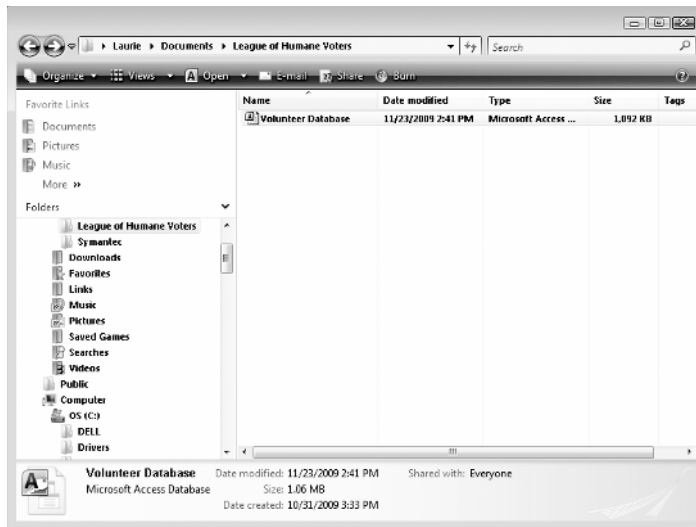 Laurie ▸ Documents ▸ League of Humane Voters
Search
Organize Views Open E-mail Share Burn
Favorite Links
Documents
Pictures
Music
More »
Folders
League of Humane Voters
Symantec
Downloads
Favorites
Links
Music
Pictures
Saved Games
Searches
Videos
Public
Computer
OS (C:)
DELL
Drivers
Name Date modified Type Size Tags
Volunteer Database 11/23/2009 2:41 PM Microsoft Access ... 1,092 KB
Volunteer Database Date modified: 11/23/2009 2:41 PM Shared with: Everyone
Microsoft Access Database Size: 1.06 MB
Date created: 10/31/2009 3:33 PM